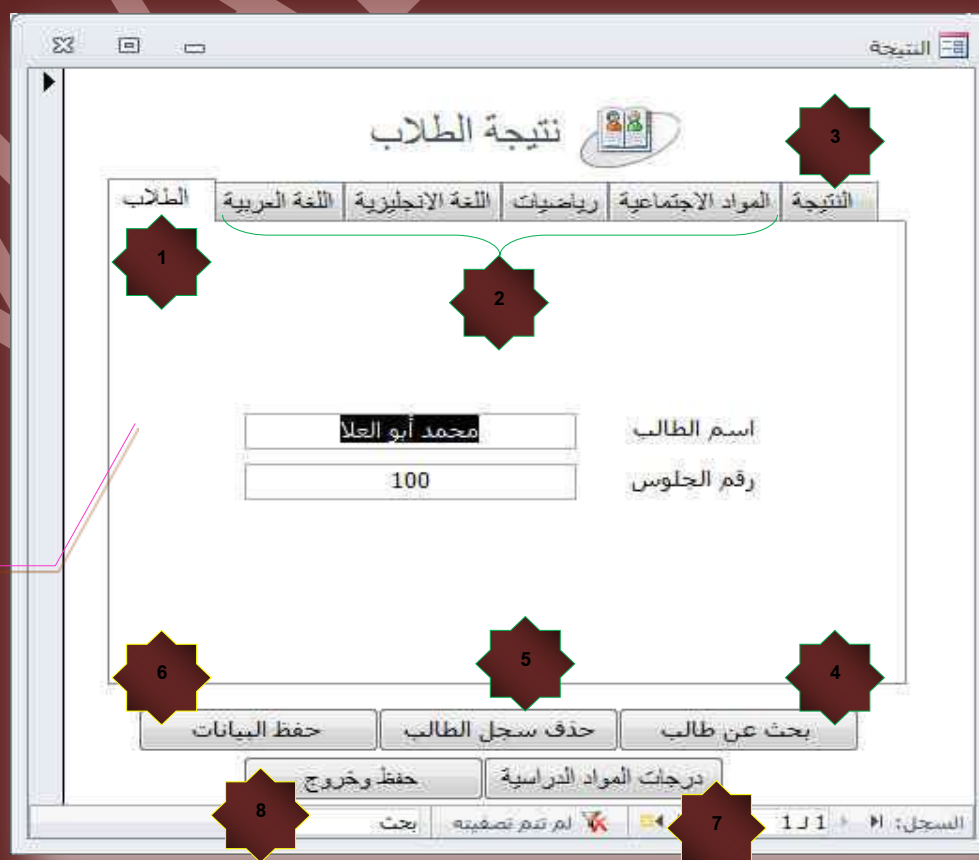 النتيجة
نتيجة الطلاب
3
الطلاب
اللغة العربية
اللغة الانجليزية
رياضيات
المواد الاجتماعية
النتيجة
1
2
اسم الطالب
محمد أبو العلا
رقم الجلوس
100
4
5
6
بحث عن طالب
حذف سجل الطالب
حفظ البيانات
درجات المواد الدراسية
حفظ وخروج
7
8
السجل: 1 لـ 1
لم تتم تصفيته
بحث